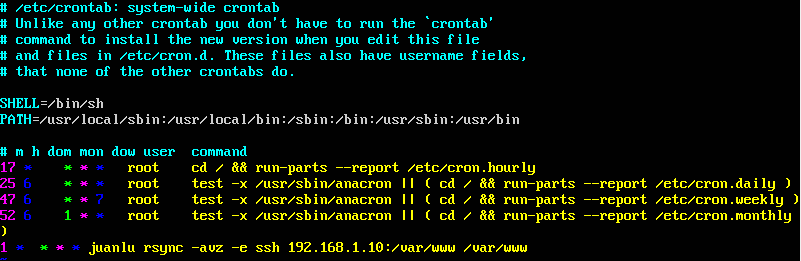 # /etc/crontab: system-wide crontab
# Unlike any other crontab you don't have to run the `crontab'
# command to install the new version when you edit this file
# and files in /etc/cron.d. These files also have username fields,
# that none of the other crontabs do.

SHELL=/bin/sh
PATH=/usr/local/sbin:/usr/local/bin:/sbin:/bin:/usr/sbin:/usr/bin

# m h dom mon dow user  command
17 *    * * *   root    cd / && run-parts --report /etc/cron.hourly
25 6    * * *   root    test -x /usr/sbin/anacron || ( cd / && run-parts --report /etc/cron.daily )
47 6    * * 7   root    test -x /usr/sbin/anacron || ( cd / && run-parts --report /etc/cron.weekly )
52 6    1 * *   root    test -x /usr/sbin/anacron || ( cd / && run-parts --report /etc/cron.monthly
)
1 *  * * * juanlu rsync -avz -e ssh 192.168.1.10:/var/www /var/www